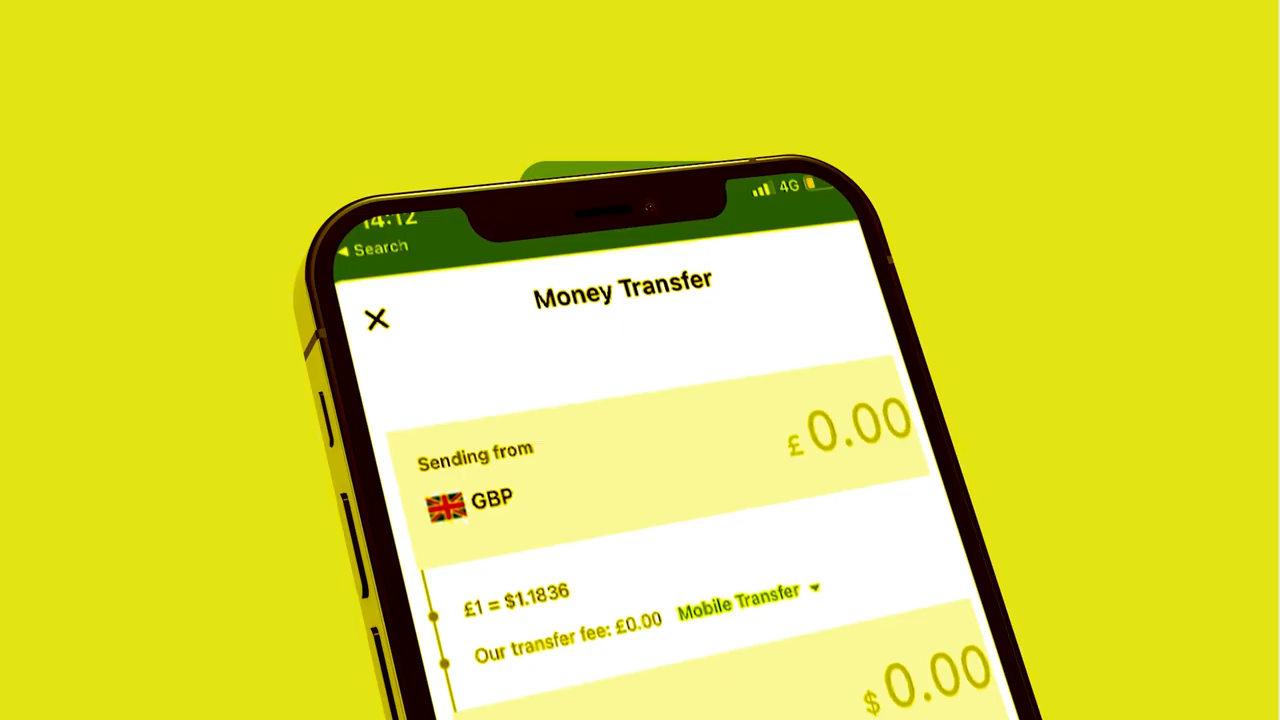 14:12
4G
◀ Search
Money Transfer
Sending from
£0.00
GBP
£1 = $1.1836
Our transfer fee: £0.00 Mobile Transfer
$0.00